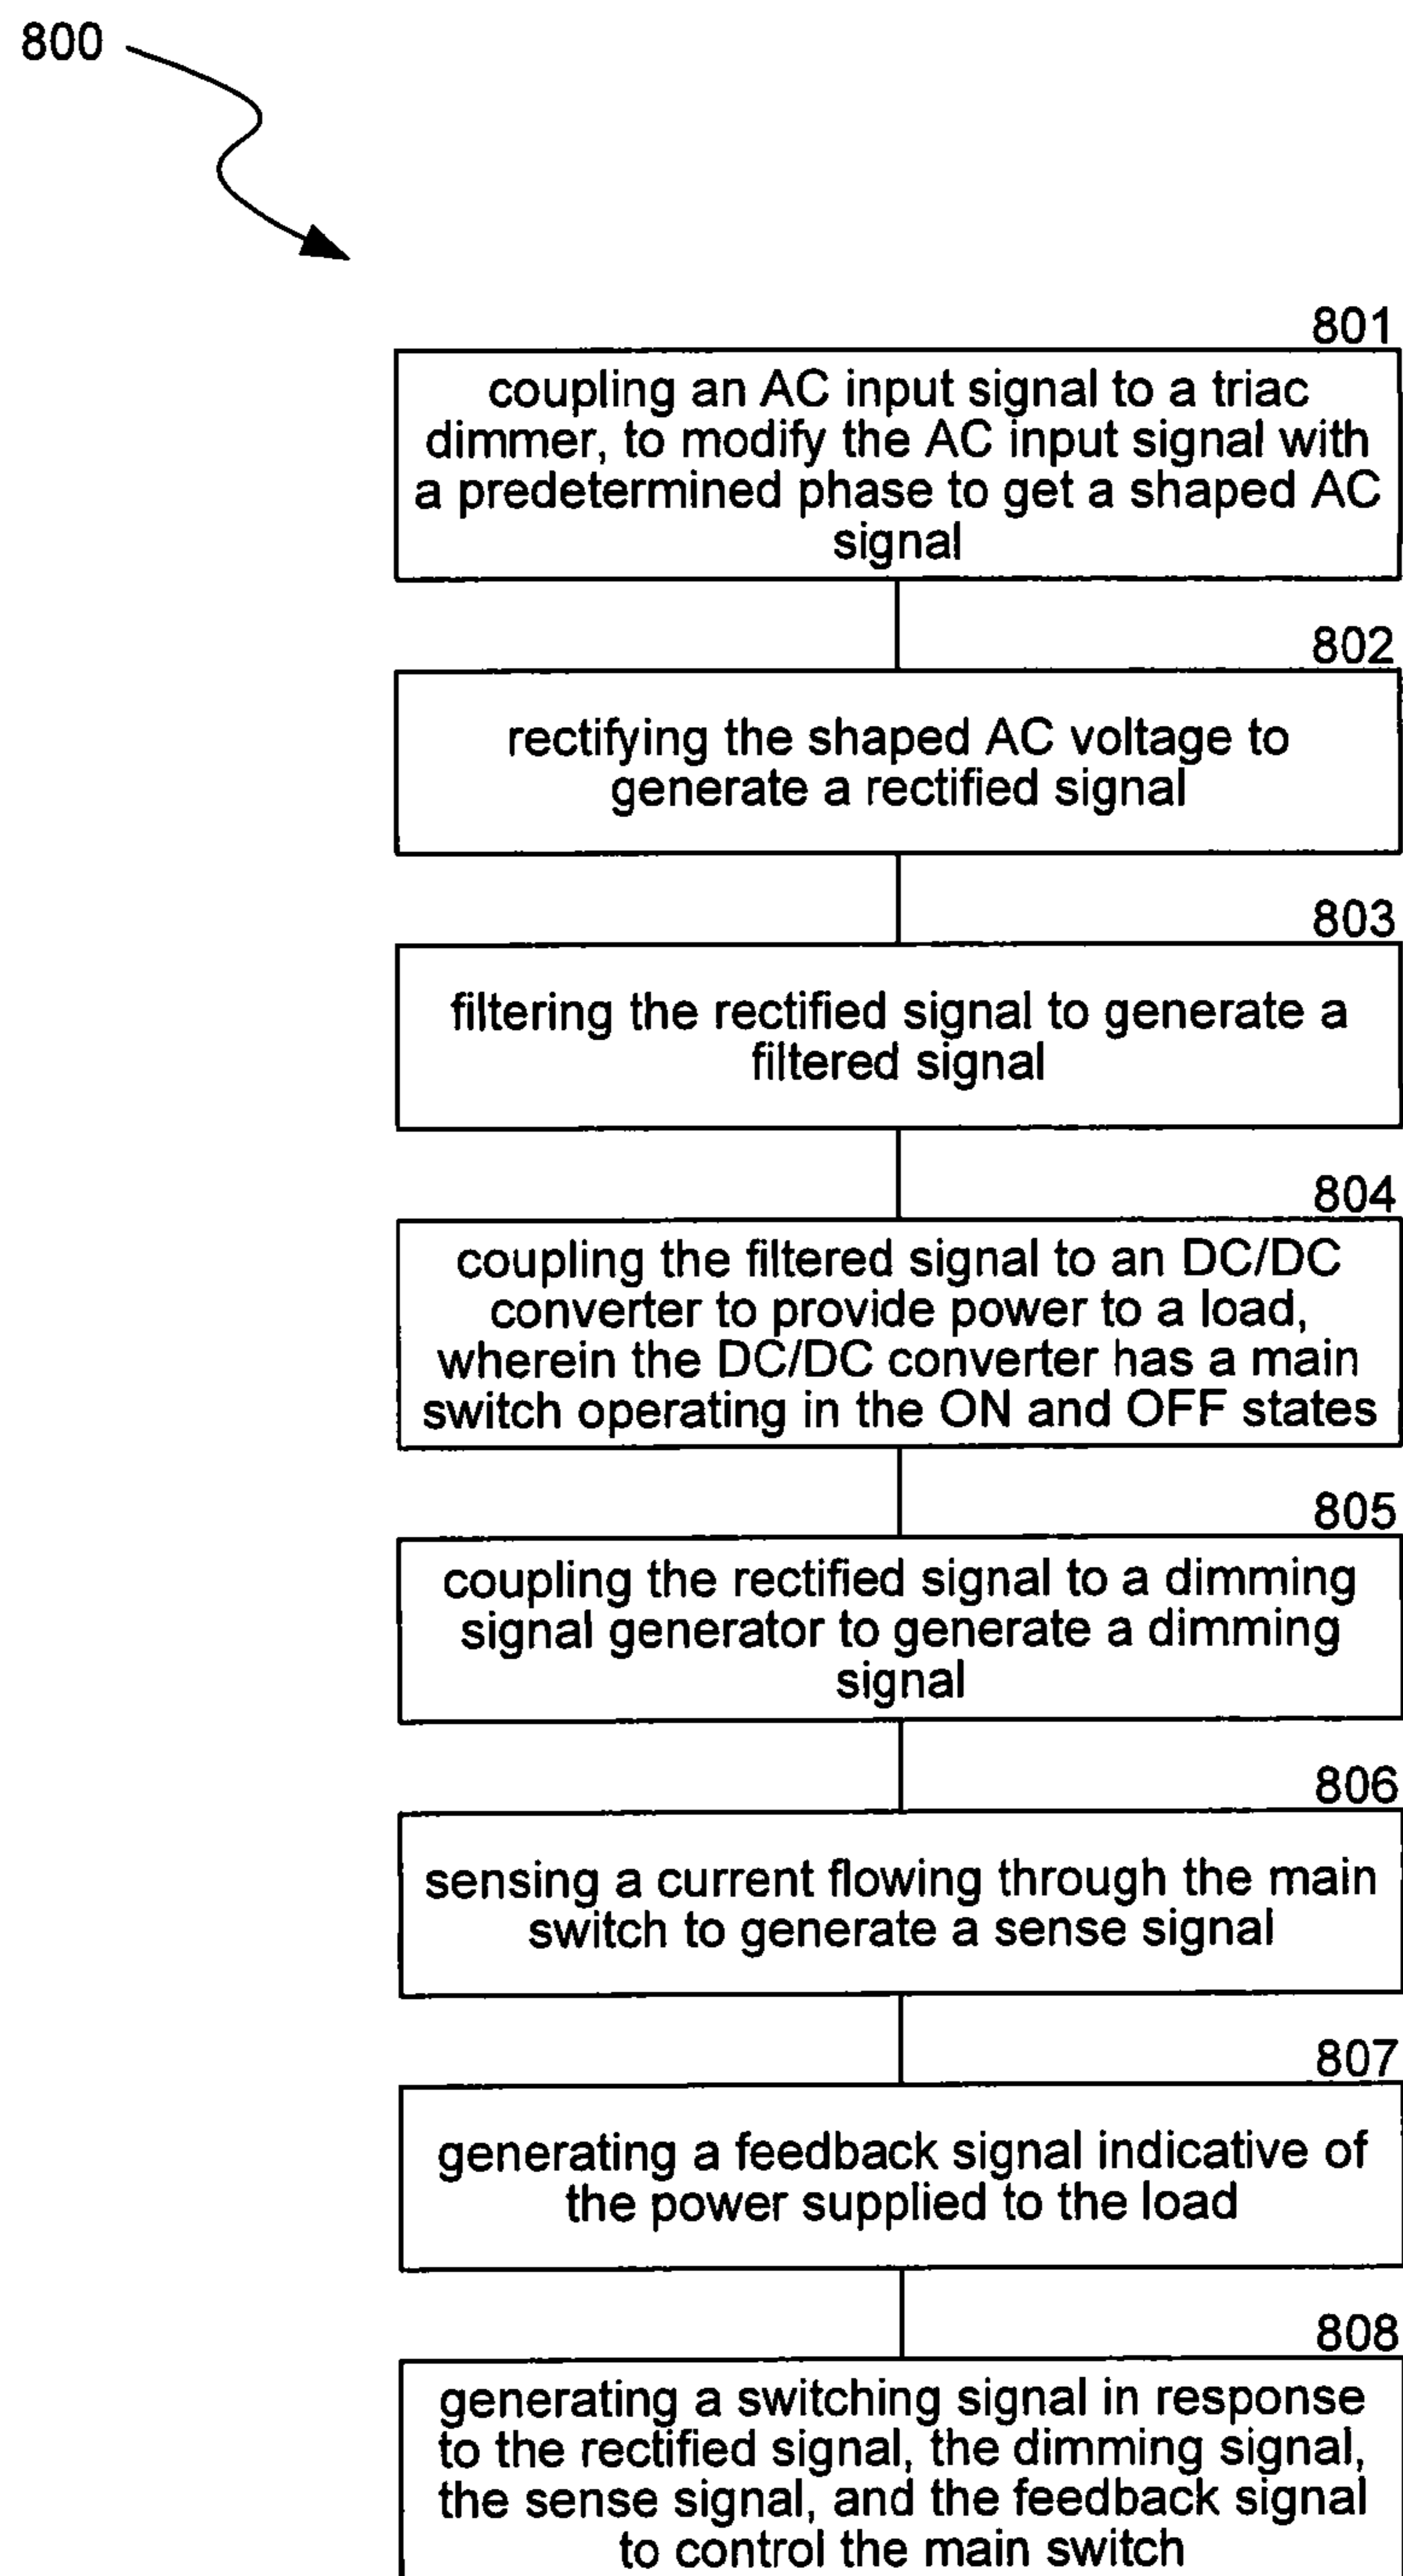 800
801
coupling an AC input signal to a triac
dimmer, to modify the AC input signal with
a predetermined phase to get a shaped AC
signal
802
rectifying the shaped AC voltage to
generate a rectified signal
803
filtering the rectified signal to generate a
filtered signal
804
coupling the filtered signal to an DC/DC
converter to provide power to a load,
wherein the DC/DC converter has a main
switch operating in the ON and OFF states
805
coupling the rectified signal to a dimming
signal generator to generate a dimming
signal
806
sensing a current flowing through the main
switch to generate a sense signal
807
generating a feedback signal indicative of
the power supplied to the load
808
generating a switching signal in response
to the rectified signal, the dimming signal,
the sense signal, and the feedback signal
to control the main switch